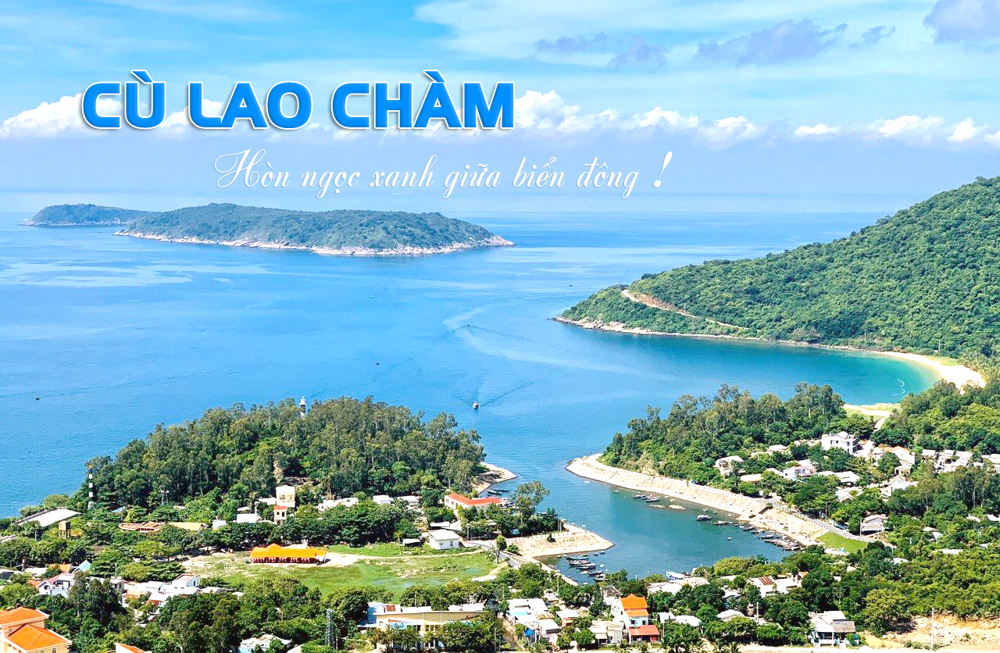 CÙ LAO CHÀM
Hòn ngọc xanh giữa biển đông !